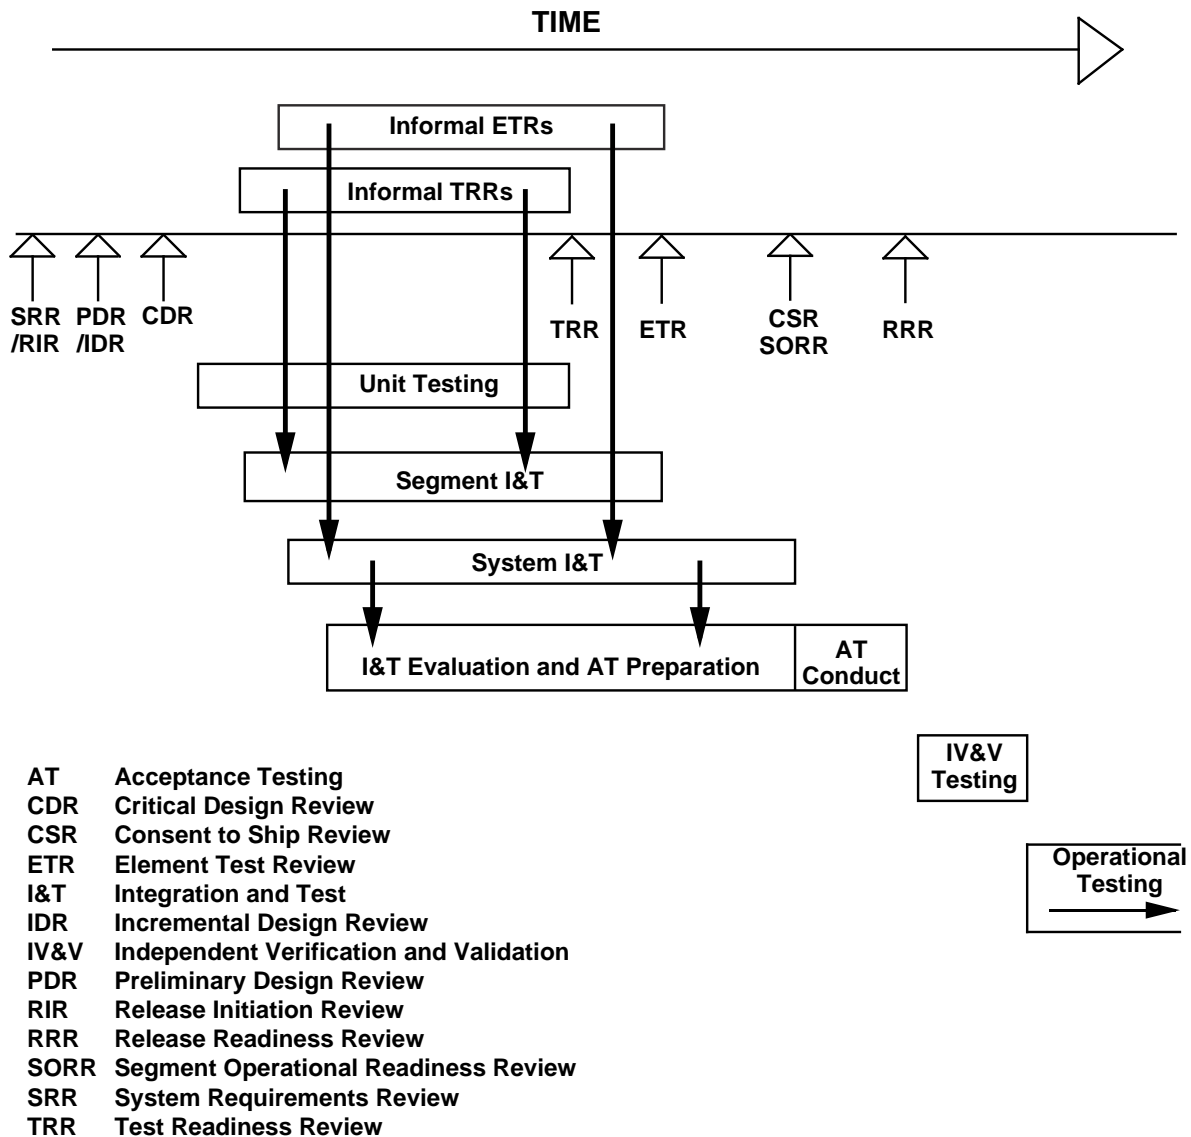 TIME
Informal ETRs
Informal TRRs
SRR
/RIR
PDR
/IDR
CDR
TRR
ETR
CSR
SORR
RRR
Unit Testing
Segment I&T
System I&T
I&T Evaluation and AT Preparation
AT
Conduct
IV&V
Testing
Operational
Testing
AT Acceptance Testing
CDR Critical Design Review
CSR Consent to Ship Review
ETR Element Test Review
I&T Integration and Test
IDR Incremental Design Review
IV&V Independent Verification and Validation
PDR Preliminary Design Review
RIR Release Initiation Review
RRR Release Readiness Review
SORR Segment Operational Readiness Review
SRR System Requirements Review
TRR Test Readiness Review